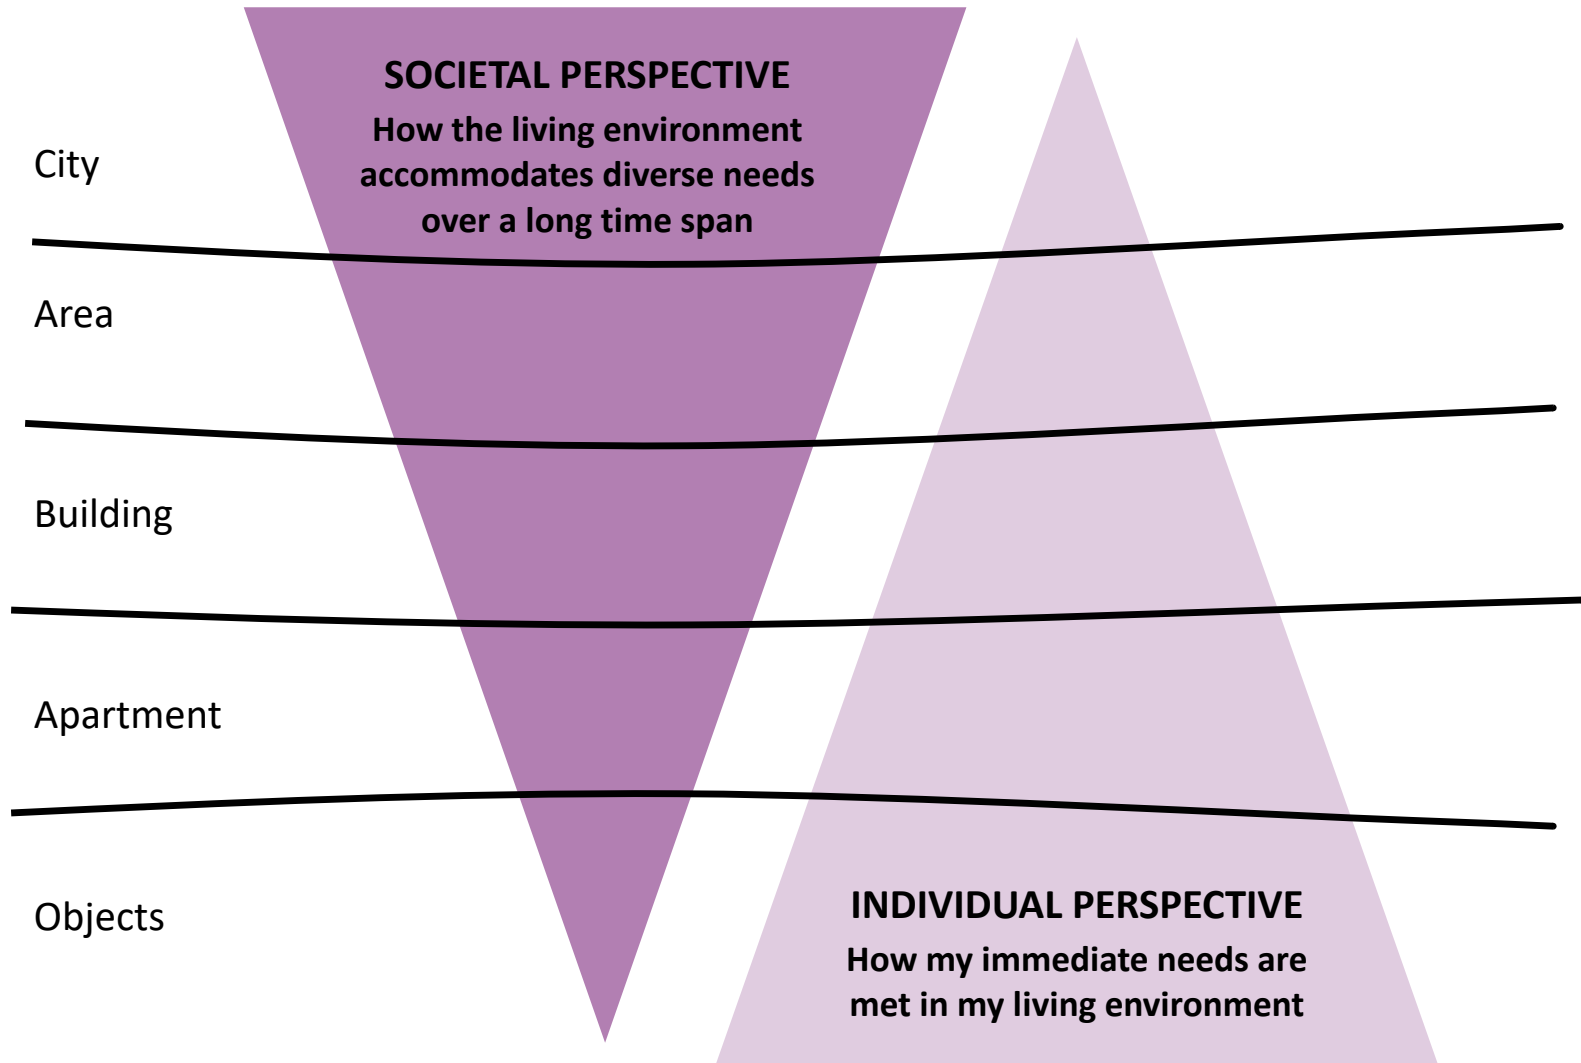 SOCIETAL PERSPECTIVE
How the living environment
accommodates diverse needs
over a long time span
City
Area
Building
Apartment
Objects
INDIVIDUAL PERSPECTIVE
How my immediate needs are
met in my living environment